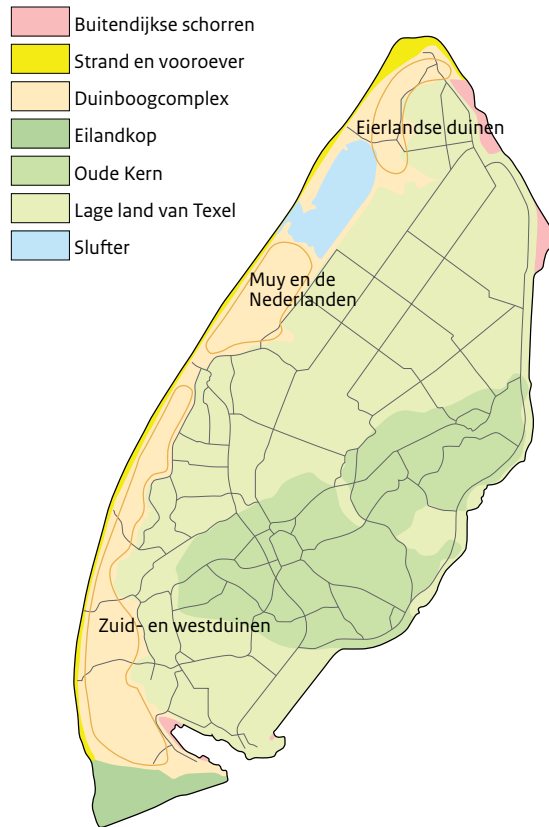 Buitendijkse schorren
Strand en vooroever
Duinboogcomplex
Eilandkop
Oude Kern
Lage land van Texel
Slufter
Eierlandse duinen
Muy en de
Nederlanden
Zuid- en westduinen